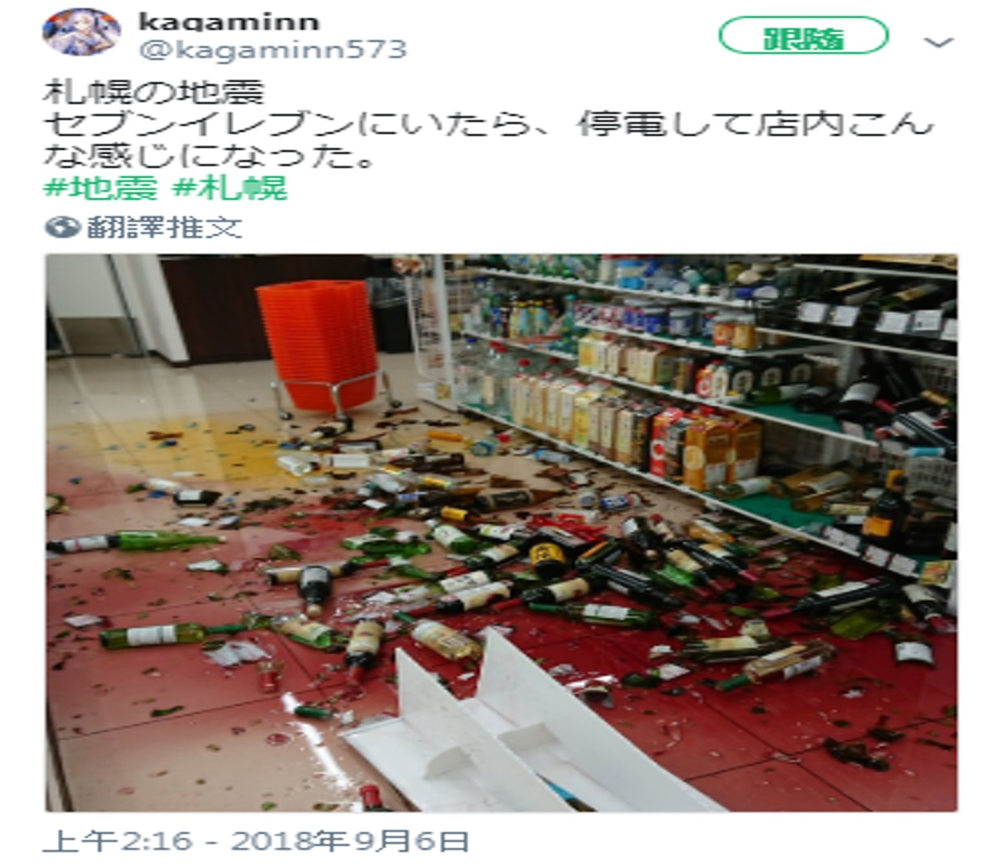 kagaminn
@kagaminn573
跟隨
札幌の地震
セブンイレブンにいたら、停電して店内こん
な感じになった。
#地震 #札幌
翻譯推文
上午2:16 - 2018年9月6日